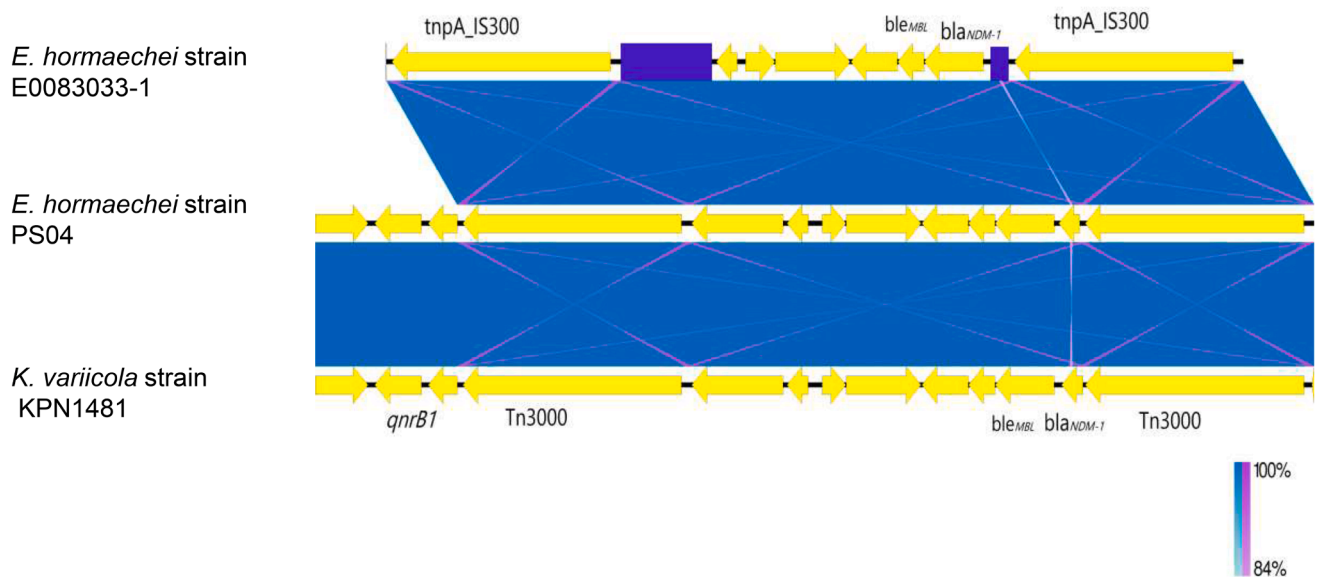 tnpA_IS300
bleMBL blaNDM-1 tnpA_IS300
E. hormaechei strain
E0083033-1
E. hormaechei strain
PS04
K. variicola strain
KPN1481
qnrB1 Tn3000 bleMBL blaNDM-1 Tn3000
100%
84%